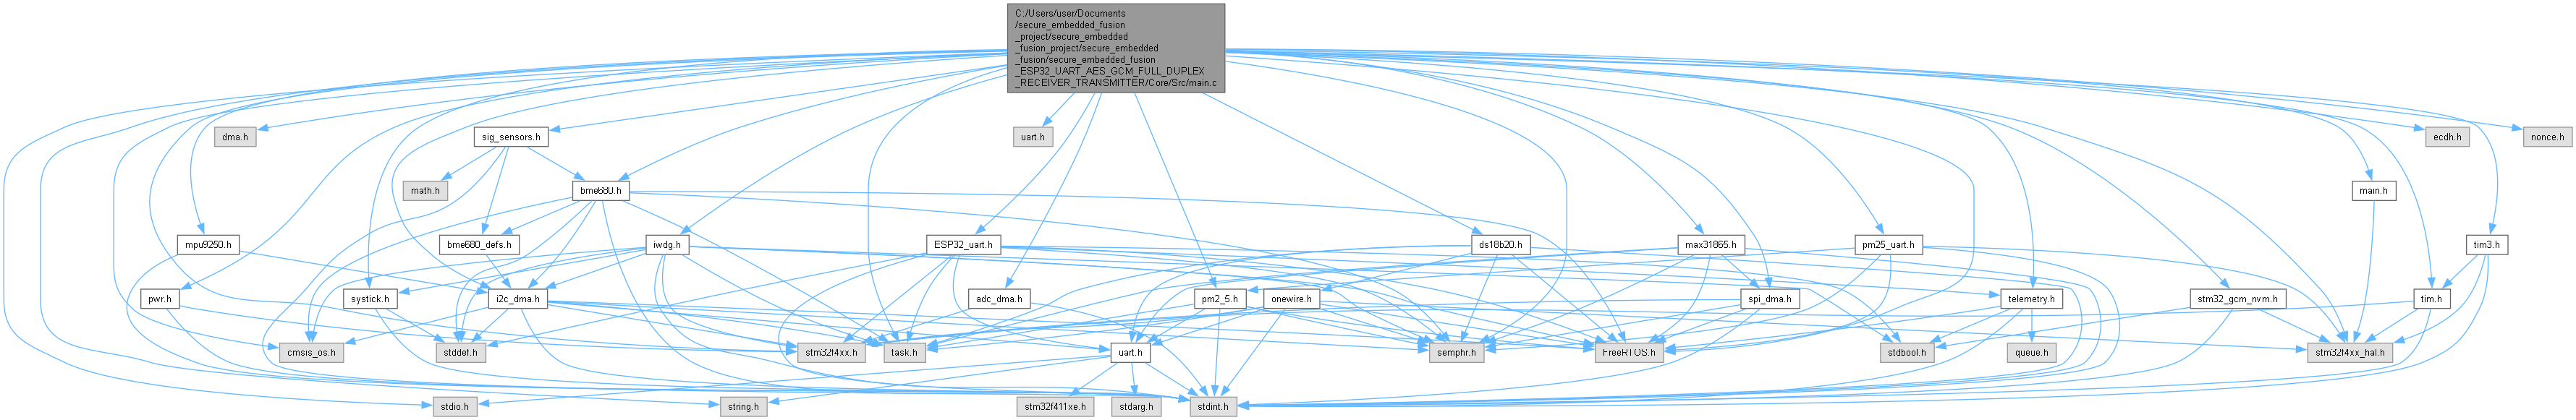 C:/Users/user/Documents
/secure_embedded_fusion
_project/secure_embedded
_fusion_project/secure_embedded
_fusion/secure_embedded_fusion
_ESP32_UART_AES_GCM_FULL_DUPLEX
_RECEIVER_TRANSMITTER/Core/Src/main.c
dma.h
sig_sensors.h
uart.h
ecdh.h
nonce.h
math.h
bme680.h
main.h
mpu9250.h
bme680_defs.h
iwdg.h
ESP32_uart.h
ds18b20.h
max31865.h
pm25_uart.h
tim3.h
pwr.h
systick.h
i2c_dma.h
adc_dma.h
pm2_5.h
onewire.h
spi_dma.h
telemetry.h
stm32_gcm_nvm.h
tim.h
cmsis_os.h
stddef.h
stm32f4xx.h
task.h
uart.h
semphr.h
FreeRTOS.h
stdbool.h
queue.h
stm32f4xx_hal.h
stdio.h
string.h
stm32f411xe.h
stdarg.h
stdint.h